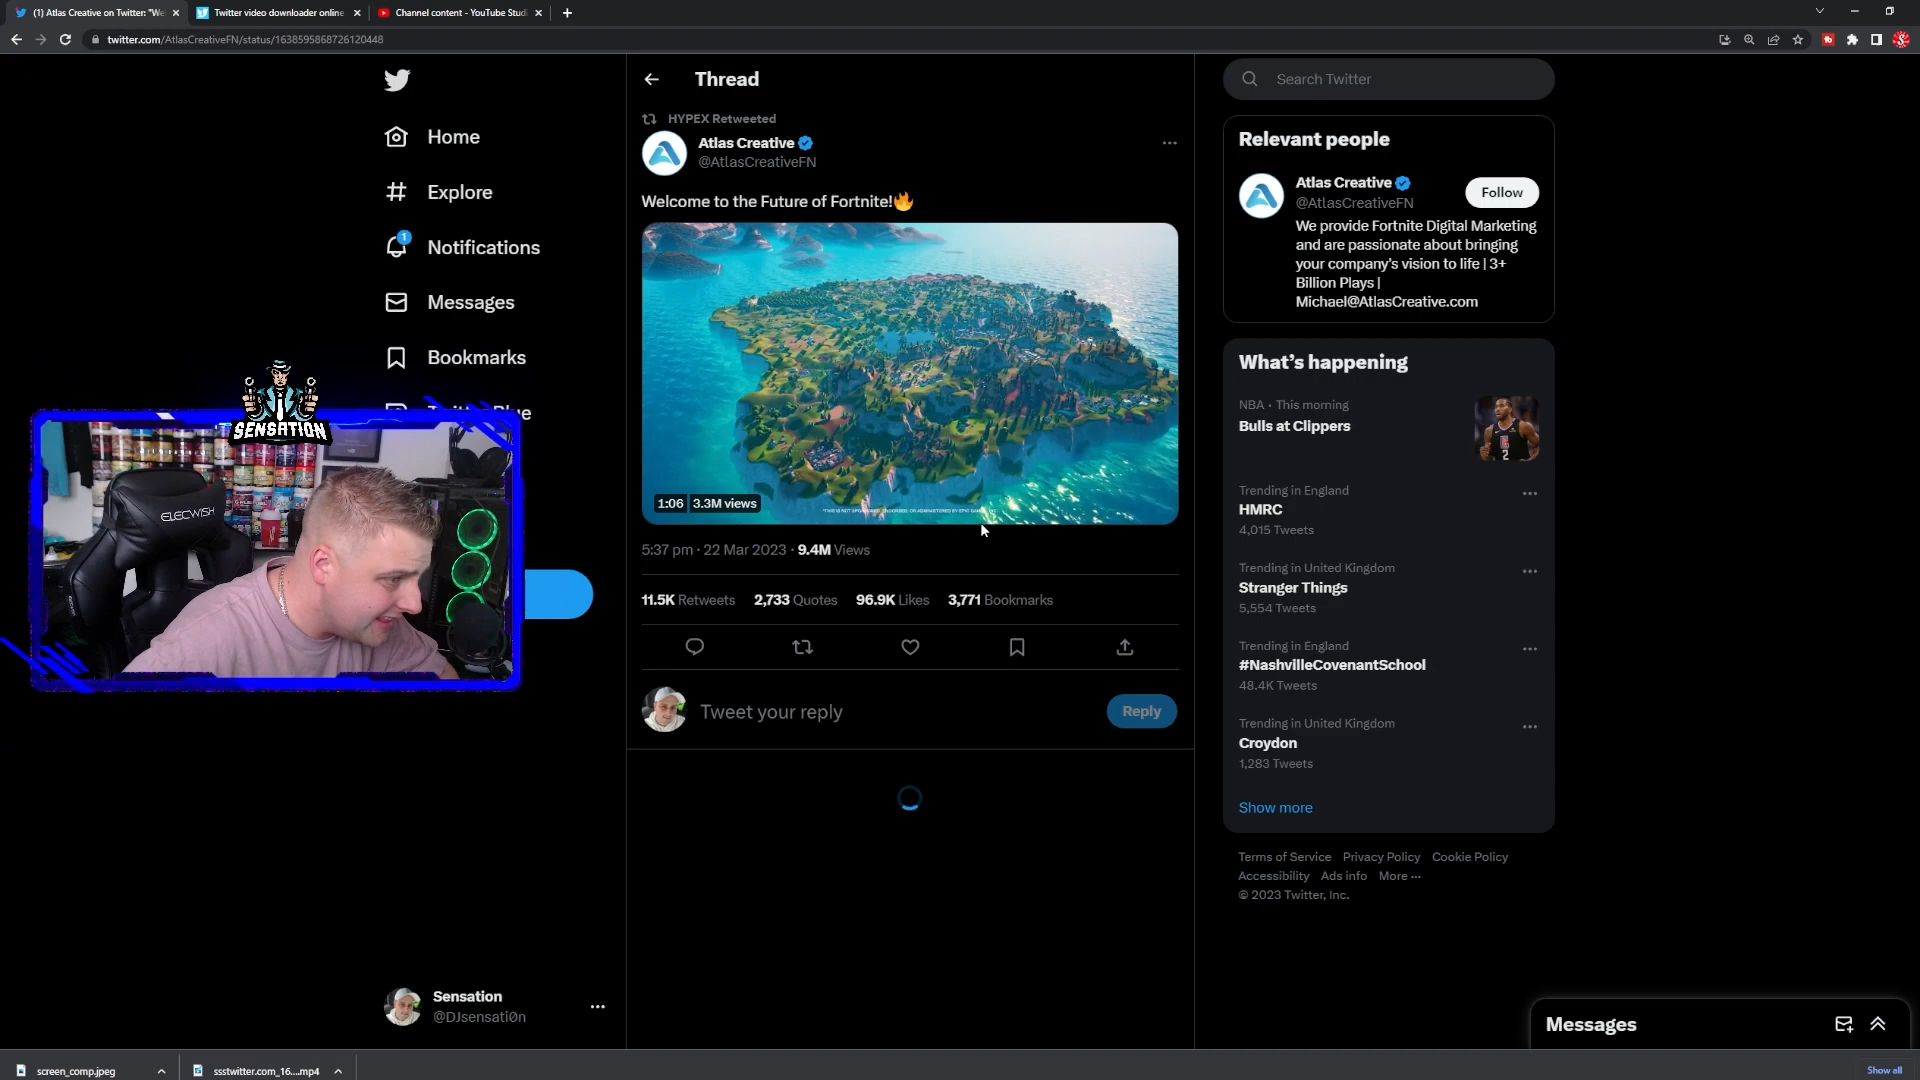 (1) Atlas Creative on Twitter: "We
Twitter video downloader online
Channel content - YouTube Studi
twitter.com/AtlasCreativeFN/status/1638595868726120448
Home
Explore
1
Notifications
Messages
Bookmarks
SENSATION
ELECWISH
Sensation
@DJsensati0n
Thread
HYPEX Retweeted
Atlas Creative
@AtlasCreativeFN
Welcome to the Future of Fortnite!🔥
1:06
3.3M views
5:37 pm · 22 Mar 2023 · 9.4M Views
11.5K Retweets 2,733 Quotes 96.9K Likes 3,771 Bookmarks
Tweet your reply
Reply
Search Twitter
Relevant people
Atlas Creative
@AtlasCreativeFN
Follow
We provide Fortnite Digital Marketing
and are passionate about bringing
your company's vision to life | 3+
Billion Plays |
Michael@AtlasCreative.com
What's happening
NBA · This morning
Bulls at Clippers
Trending in England
HMRC
4,015 Tweets
Trending in United Kingdom
Stranger Things
5,554 Tweets
Trending in England
#NashvilleCovenantSchool
48.4K Tweets
Trending in United Kingdom
Croydon
1,283 Tweets
Show more
Terms of Service Privacy Policy Cookie Policy
Accessibility Ads info More ···
© 2023 Twitter, Inc.
Messages
screen_comp.jpeg
ssstwitter.com_16....mp4
Show all